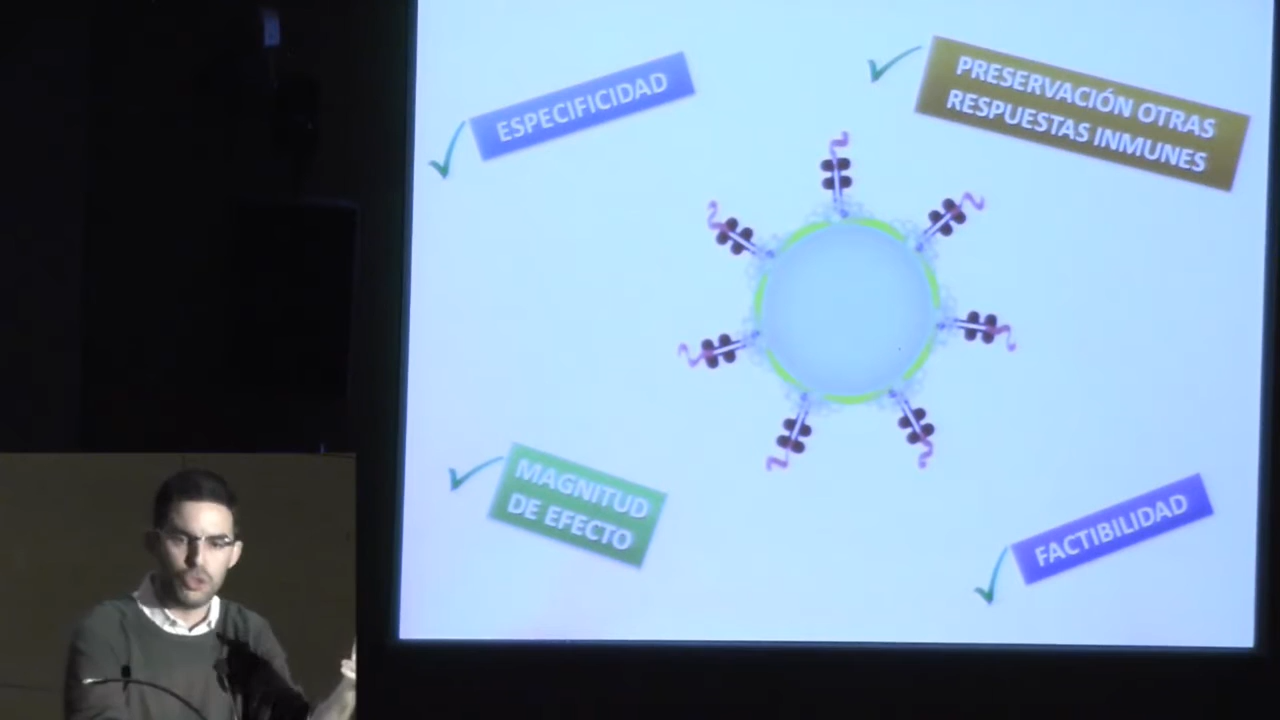 ESPECIFICIDAD
PRESERVACIÓN OTRAS
RESPUESTAS INMUNES
MAGNITUD
DE EFECTO
FACTIBILIDAD